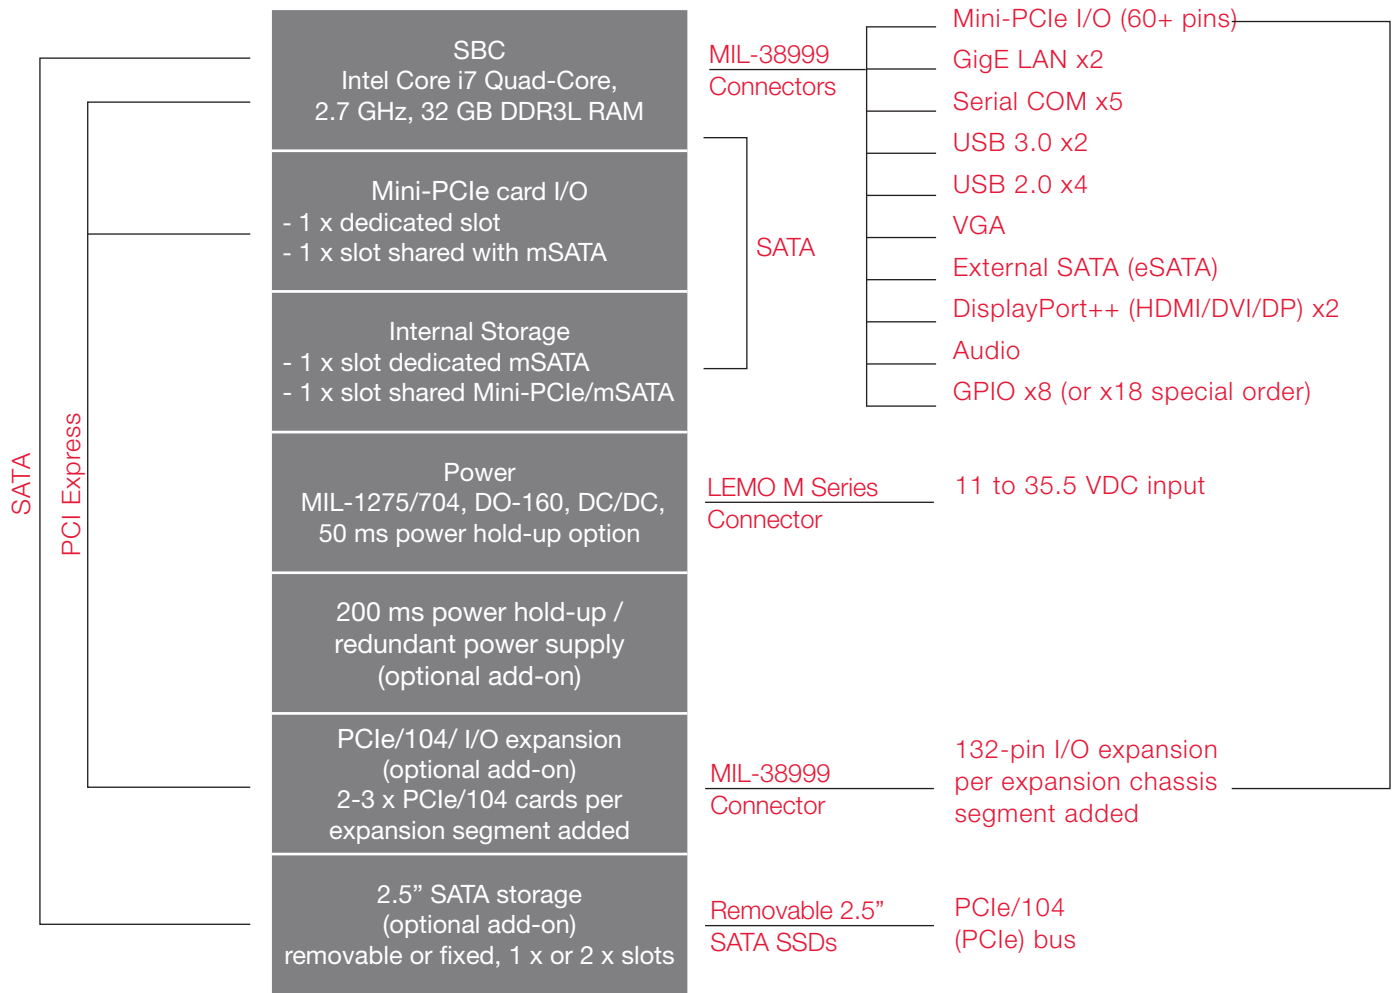 SBC
Intel Core i7 Quad-Core,
2.7 GHz, 32 GB DDR3L RAM
Mini-PCIe card I/O
- 1 x dedicated slot
- 1 x slot shared with mSATA
Internal Storage
- 1 x slot dedicated mSATA
- 1 x slot shared Mini-PCIe/mSATA
Power
MIL-1275/704, DO-160, DC/DC,
50 ms power hold-up option
200 ms power hold-up /
redundant power supply
(optional add-on)
PCIe/104/ I/O expansion
(optional add-on)
2-3 x PCIe/104 cards per
expansion segment added
2.5” SATA storage
(optional add-on)
removable or fixed, 1 x or 2 x slots
SATA
PCI Express
MIL-38999
Connectors
SATA
LEMO M Series
Connector
MIL-38999
Connector
Removable 2.5”
SATA SSDs
Mini-PCIe I/O (60+ pins)
GigE LAN x2
Serial COM x5
USB 3.0 x2
USB 2.0 x4
VGA
External SATA (eSATA)
DisplayPort++ (HDMI/DVI/DP) x2
Audio
GPIO x8 (or x18 special order)
11 to 35.5 VDC input
132-pin I/O expansion
per expansion chassis
segment added
PCIe/104
(PCIe) bus